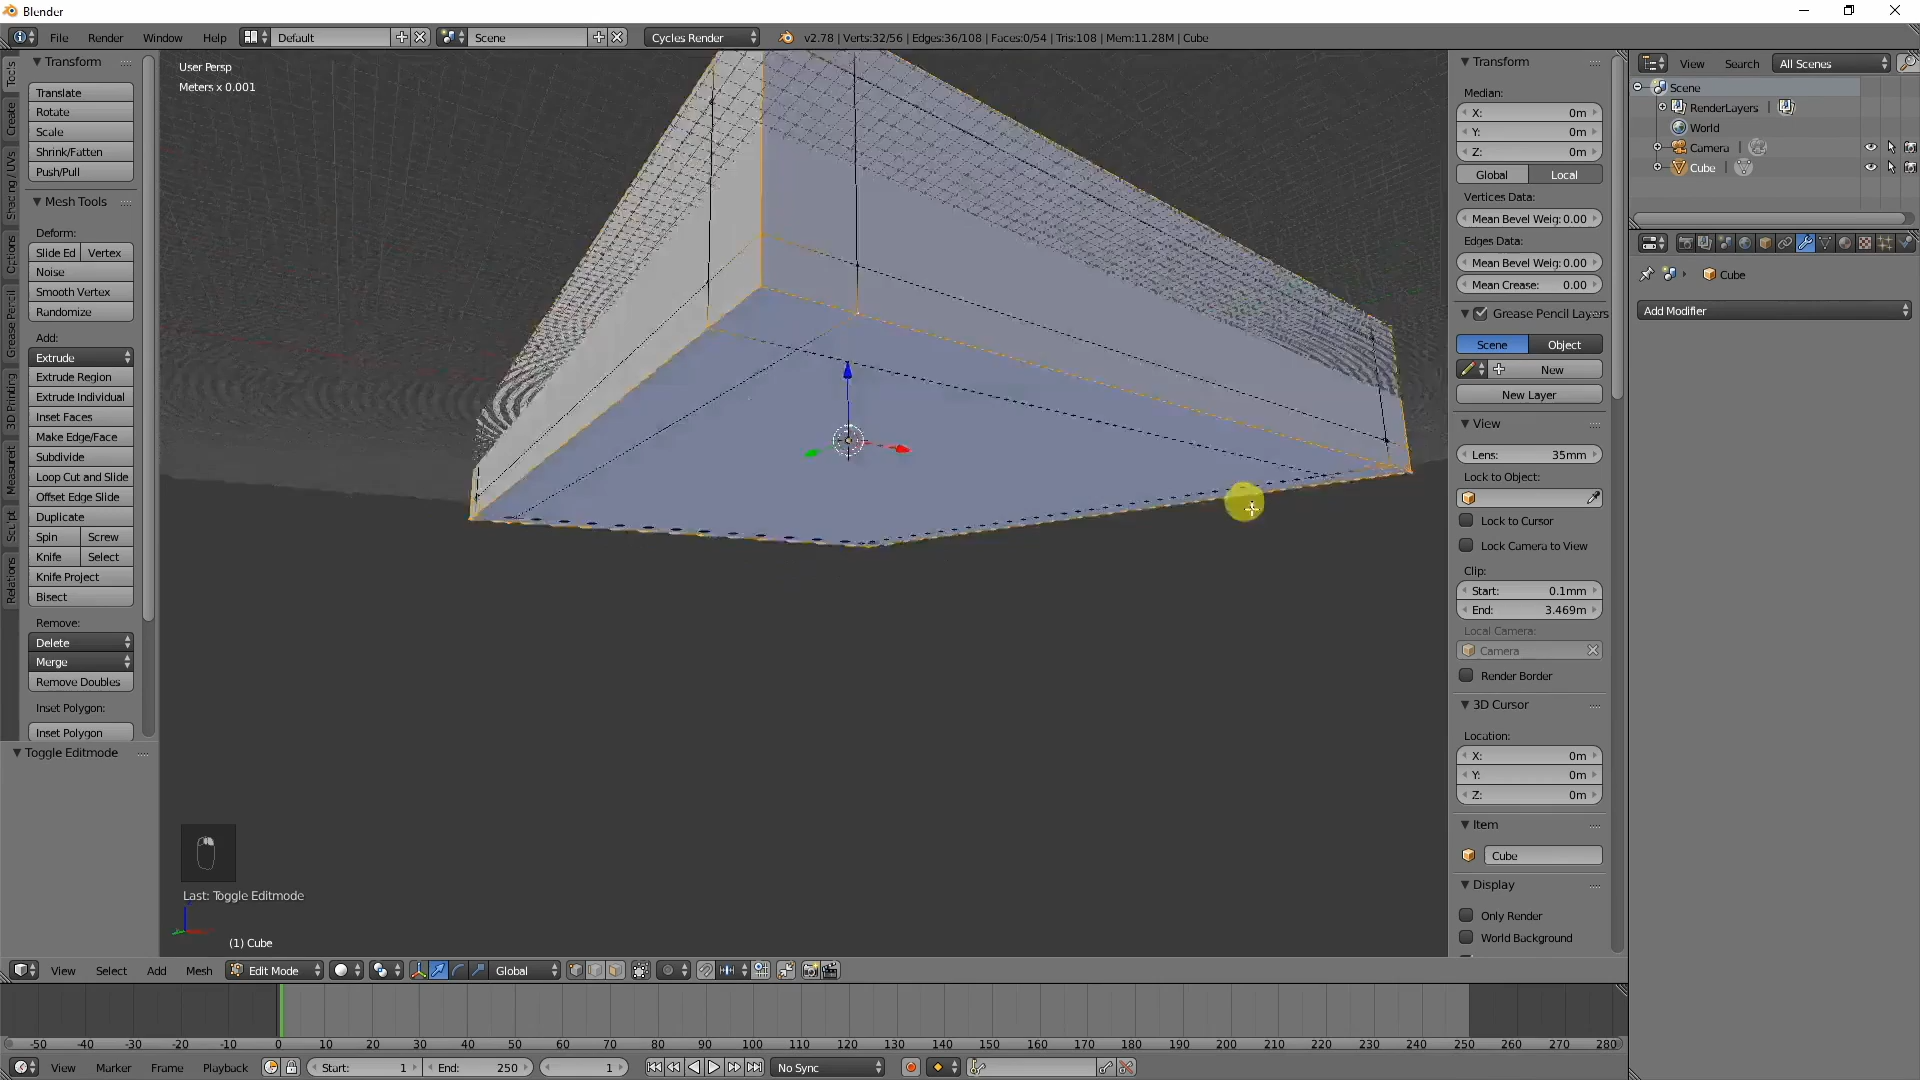 Blender
File Render Window Help Default Scene Cycles Render v2.78 | Verts:32/56 | Edges:36/108 | Faces:0/54 | Tris:108 | Mem:11.28M | Cube
Transform
Translate
Rotate
Scale
Shrink/Fatten
Push/Pull
Mesh Tools
Deform:
Slide Ed Vertex
Noise
Smooth Vertex
Randomize
Add:
Extrude
Extrude Region
Extrude Individual
Inset Faces
Make Edge/Face
Subdivide
Loop Cut and Slide
Offset Edge Slide
Duplicate
Spin Screw
Knife Select
Knife Project
Bisect
Remove:
Delete
Merge
Remove Doubles
Inset Polygon:
Inset Polygon
Toggle Editmode
Create
Shading / UVs
Options
Grease Pencil
3D Printing
Sculpt
Relations
User Persp
Meters x 0.001
Last: Toggle Editmode
(1) Cube
Transform
Median:
X: 0m
Y: 0m
Z: 0m
Global Local
Vertices Data:
Mean Bevel Weig: 0.00
Edges Data:
Mean Bevel Weig: 0.00
Mean Crease: 0.00
Grease Pencil Layers
Scene Object
New
New Layer
View
Lens: 35mm
Lock to Object:
Lock to Cursor
Lock Camera to View
Clip:
Start: 0.1mm
End: 3.469m
Local Camera:
Camera
Render Border
3D Cursor
Location:
X: 0m
Y: 0m
Z: 0m
Item
Cube
Display
Only Render
World Background
View Search All Scenes
Scene
RenderLayers
World
Camera
Cube
Cube
Add Modifier
View Select Add Mesh Edit Mode Global
-50 -40 -30 -20 -10 0 10 20 30 40 50 60 70 80 90 100 110 120 130 140 150 160 170 180 190 200 210 220 230 240 250 260 270 280
View Marker Frame Playback Start: 1 End: 250 1 No Sync